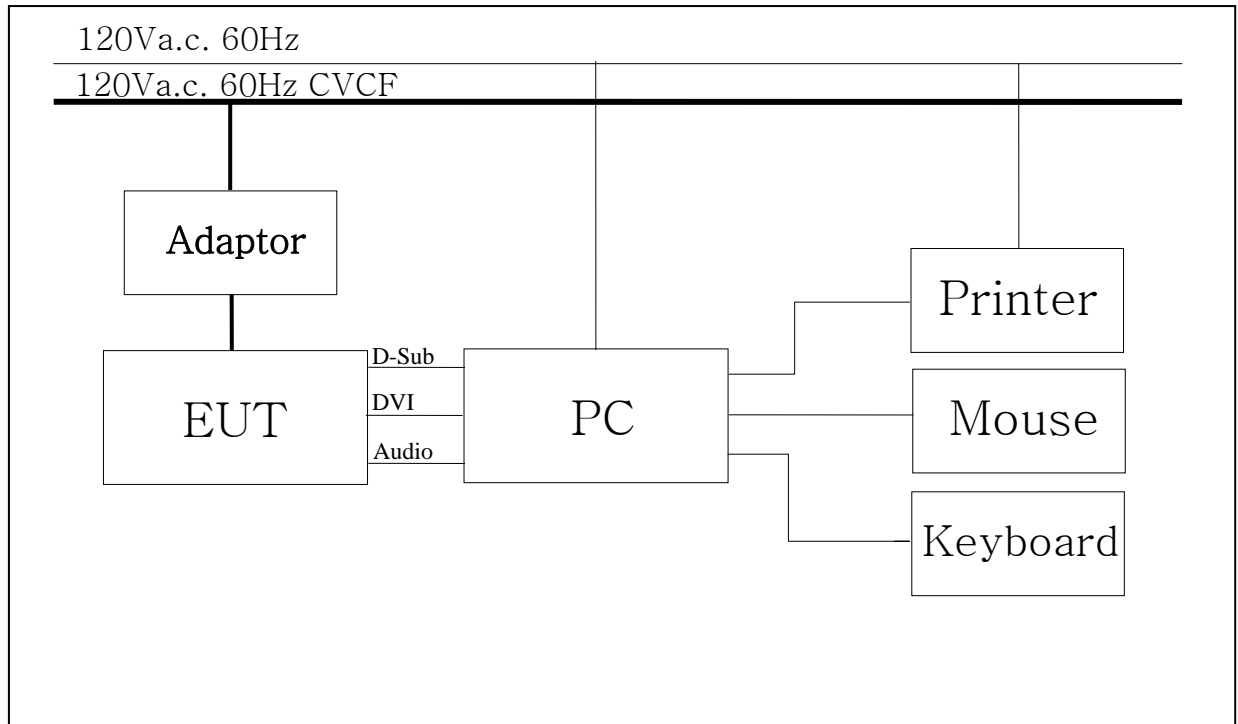 120Va.c. 60Hz
120Va.c. 60Hz CVCF
Adaptor
Printer
D-Sub
EUT
DVI
PC
Mouse
Audio
Keyboard